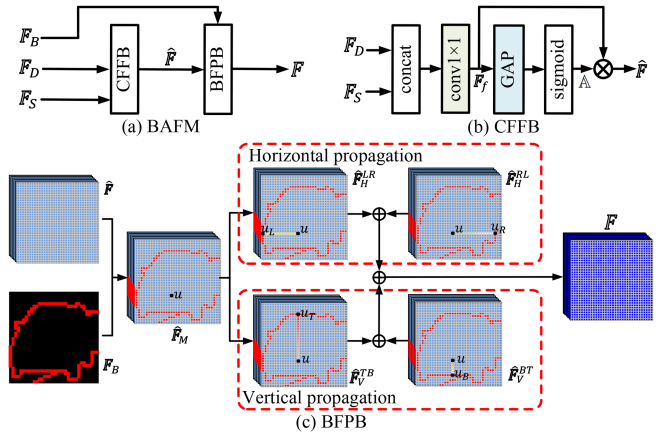 𝔽_B
𝔽_D
𝔽_S
CFFB
𝔽̂
BFPB
𝔽
(a) BAFM
𝔽_D
𝔽_S
concat
conv1×1
𝔽_f
GAP
sigmoid
𝔸
𝔽̂
(b) CFFB
𝔽̂
𝔽_B
u
𝔽̂_M
Horizontal propagation
u_L
u
𝔽̂_H^{LR}
u
u_R
𝔽̂_H^{RL}
u_T
u
𝔽̂_V^{TB}
u
u_B
𝔽̂_V^{BT}
Vertical propagation
𝔽
(c) BFPB